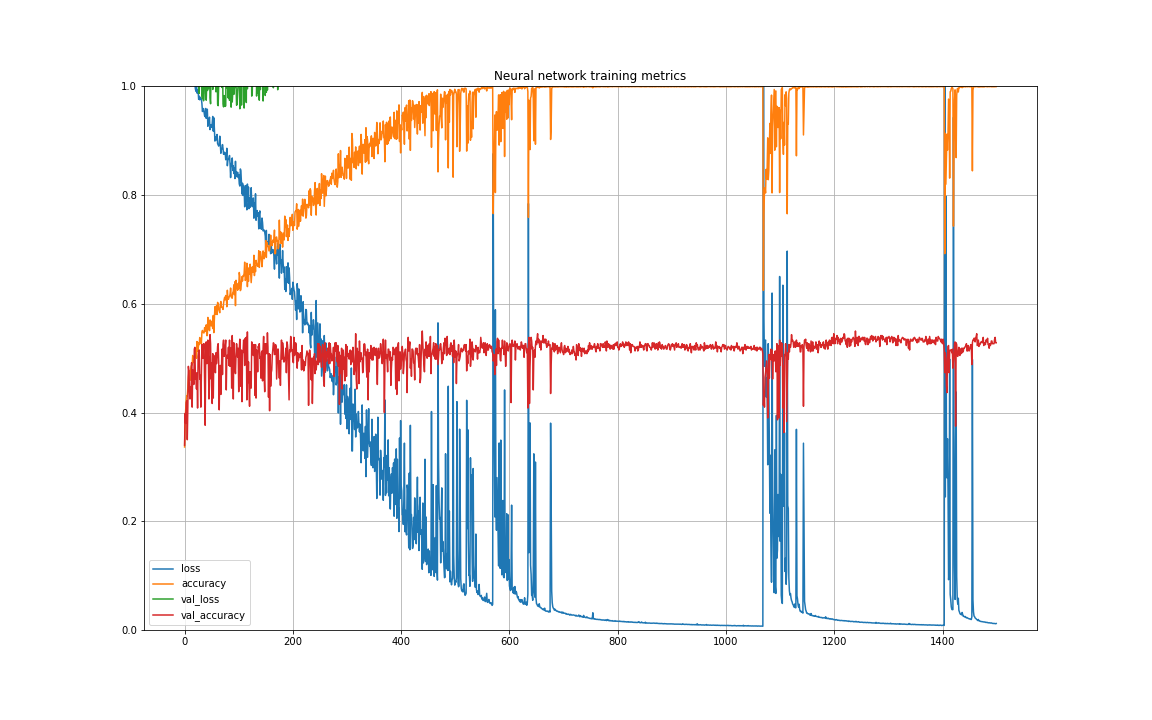 Neural network training metrics
1.0
0.8
0.6
0.4
0.2
0.0
loss
accuracy
val_loss
val_accuracy
0 200 400 600 800 1000 1200 1400